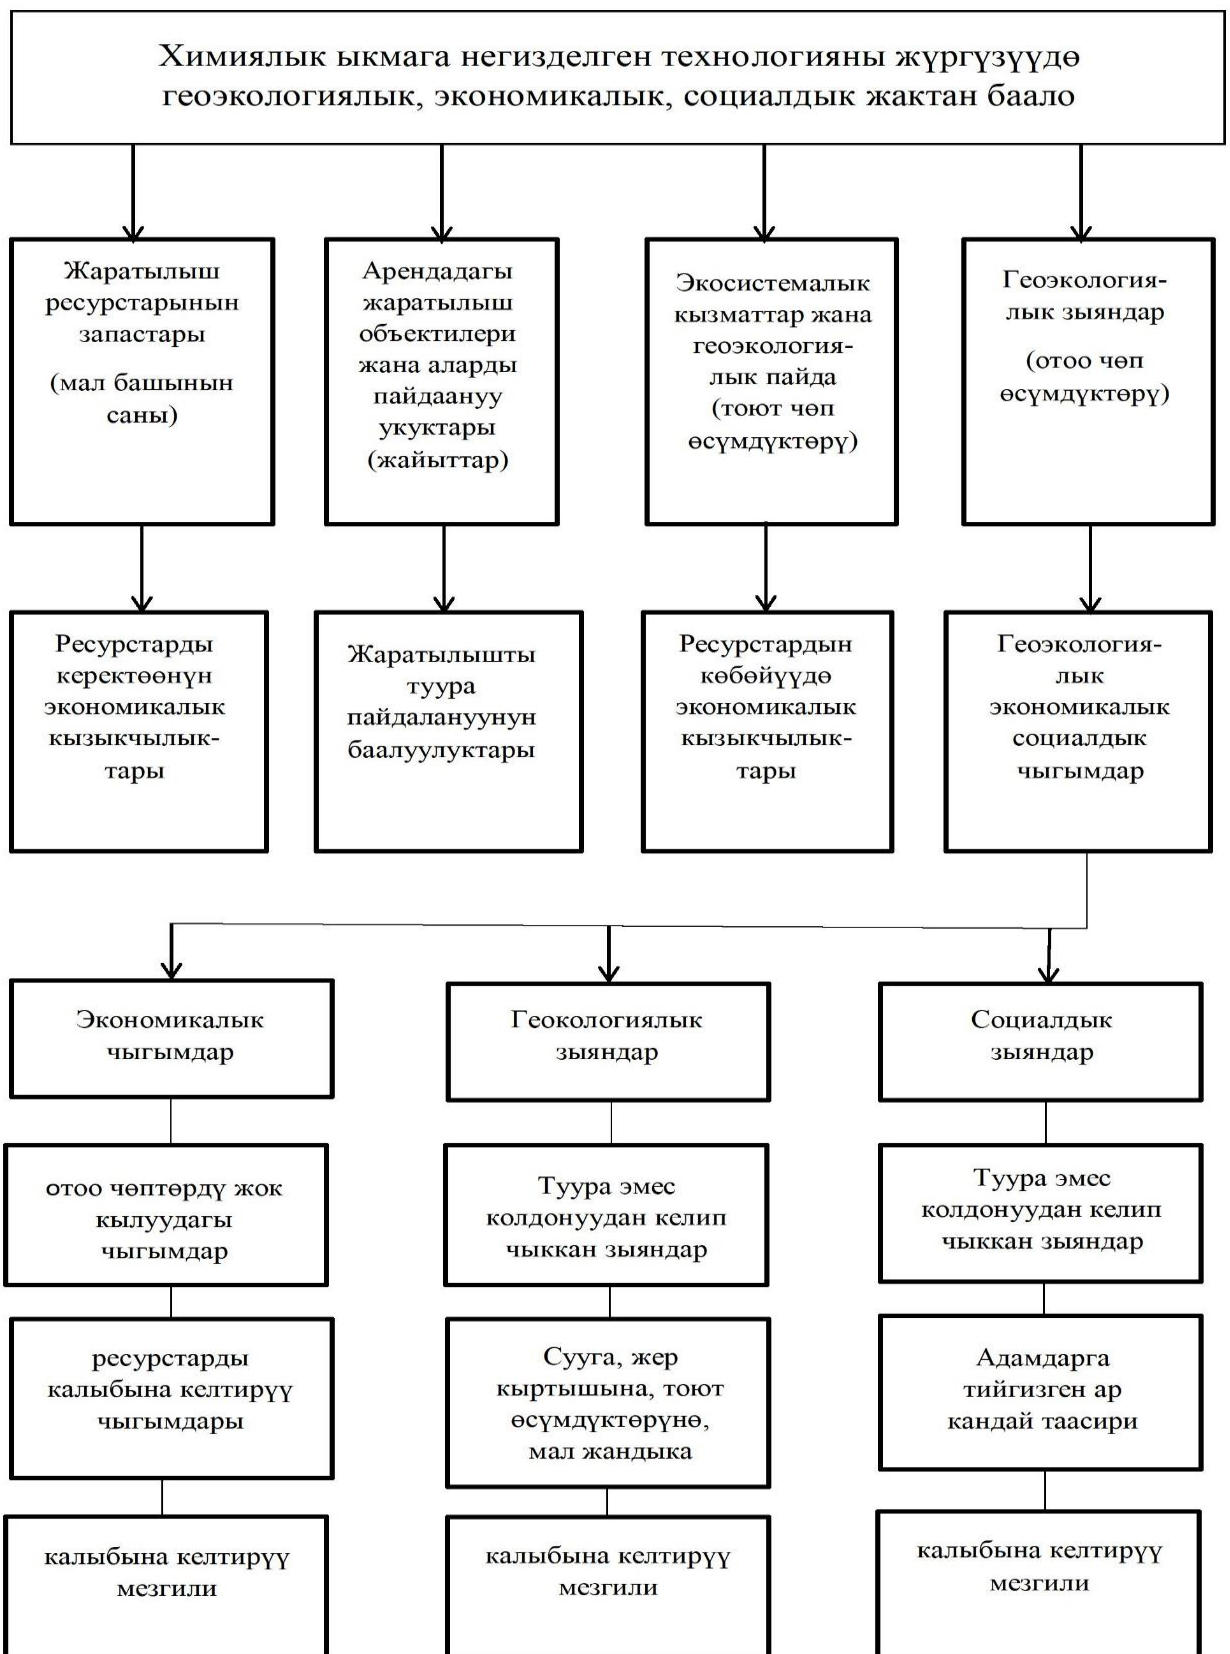 Химиялык ыкмага негизделген технологияны жүргүзүүдө
геоэкологиялык, экономикалык, социалдык жактан баало
Жаратылыш
ресурстарынын
запастары
(мал башынын
саны)
Арендадагы
жаратылыш
объектилери
жана аларды
пайдаануу
укуктары
(жайыттар)
Экосистемалык
кызматтар жана
геоэкология-
лык пайда
(тоют чөп
өсүмдүктөрү)
Геоэкология-
лык зыяндар
(отоо чөп
өсүмдүктөрү)
Ресурстарды
керектөөнүн
экономикалык
кызыкчылык-
тары
Жаратылышты
туура
пайдалануунун
баалуулуктары
Ресурстардын
көбөйүүдө
экономикалык
кызыкчылык-
тары
Геоэкология-
лык
экономикалык
социалдык
чыгымдар
Экономикалык
чыгымдар
Геокологиялык
зыяндар
Социалдык
зыяндар
отоо чөптөрдү жок
кылуудагы
чыгымдар
Туура эмес
колдонуудан келип
чыккан зыяндар
Туура эмес
колдонуудан келип
чыккан зыяндар
ресурстарды
калыбына келтирүү
чыгымдары
Сууга, жер
кыртышына, тоют
өсүмдүктөрүнө,
мал жандыка
Адамдарга
тийгизген ар
кандай таасири
калыбына келтирүү
мезгили
калыбына келтирүү
мезгили
калыбына келтирүү
мезгили